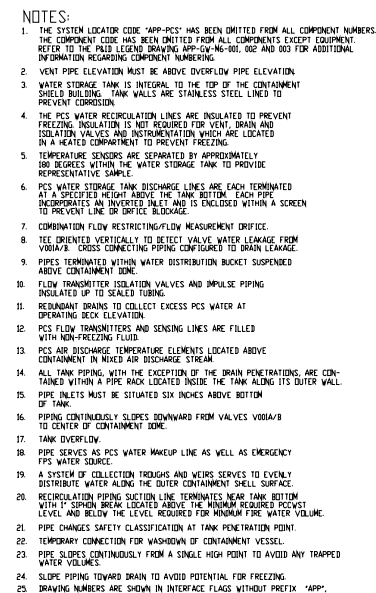 NOTES:
1. THE SYSTEM LOCATOR CODE "APP-PCS" HAS BEEN OMITTED FROM ALL COMPONENT NUMBERS.
THE COMPONENT CODE HAS BEEN OMITTED FROM ALL COMPONENTS EXCEPT EQUIPMENT.
REFER TO THE P&ID LEGEND DRAWING APP-GW-M6-001, 002 AND 003 FOR ADDITIONAL
INFORMATION REGARDING COMPONENT NUMBERING.
2. VENT PIPE ELEVATION MUST BE ABOVE OVERFLOW PIPE ELEVATION.
3. WATER STORAGE TANK IS INTEGRAL TO THE TOP OF THE CONTAINMENT
SHIELD BUILDING. TANK WALLS ARE STAINLESS STEEL LINED TO
PREVENT CORROSION.
4. THE PCS WATER RECIRCULATION LINES ARE INSULATED TO PREVENT
FREEZING. INSULATION IS NOT REQUIRED FOR VENT, DRAIN AND
ISOLATION VALVES AND INSTRUMENTATION WHICH ARE LOCATED
IN A HEATED COMPARTMENT TO PREVENT FREEZING.
5. TEMPERATURE SENSORS ARE SEPARATED BY APPROXIMATELY
180 DEGREES WITHIN THE WATER STORAGE TANK TO PROVIDE
REPRESENTATIVE SAMPLE.
6. PCS WATER STORAGE TANK DISCHARGE LINES ARE EACH TERMINATED
AT A SPECIFIED HEIGHT ABOVE THE TANK BOTTOM. EACH PIPE
INCORPORATES AN INVERTED INLET AND IS ENCLOSED WITHIN A SCREEN
TO PREVENT LINE OR ORIFICE BLOCKAGE.
7. COMBINATION FLOW RESTRICTING/FLOW MEASUREMENT ORIFICE.
8. TEE ORIENTED VERTICALLY TO DETECT VALVE WATER LEAKAGE FROM
V001A/B. CROSS CONNECTING PIPING CONFIGURED TO DRAIN LEAKAGE.
9. PIPES TERMINATED WITHIN WATER DISTRIBUTION BUCKET SUSPENDED
ABOVE CONTAINMENT DOME.
10. FLOW TRANSMITTER ISOLATION VALVES AND IMPULSE PIPING
INSULATED UP TO SEALED TUBING.
11. REDUNDANT DRAINS TO COLLECT EXCESS PCS WATER AT
OPERATING DECK ELEVATION.
12. PCS FLOW TRANSMITTERS AND SENSING LINES ARE FILLED
WITH NON-FREEZING FLUID.
13. PCS AIR DISCHARGE TEMPERATURE ELEMENTS LOCATED ABOVE
CONTAINMENT IN MIXED AIR DISCHARGE STREAM.
14. ALL TANK PIPING, WITH THE EXCEPTION OF THE DRAIN PENETRATIONS, ARE CON-
TAINED WITHIN A PIPE RACK LOCATED INSIDE THE TANK ALONG ITS OUTER WALL.
15. PIPE INLETS MUST BE SITUATED SIX INCHES ABOVE BOTTOM
OF TANK.
16. PIPING CONTINUOUSLY SLOPES DOWNWARD FROM VALVES V001A/B
TO CENTER OF CONTAINMENT DOME.
17. TANK OVERFLOW.
18. PIPE SERVES AS PCS WATER MAKEUP LINE AS WELL AS EMERGENCY
FPS WATER SOURCE.
19. A SYSTEM OF COLLECTION TROUGHS AND WEIRS SERVES TO EVENLY
DISTRIBUTE WATER ALONG THE OUTER CONTAINMENT SHELL SURFACE.
20. RECIRCULATION PIPING SUCTION LINE TERMINATES NEAR TANK BOTTOM
WITH 1" SIPHON BREAK LOCATED ABOVE THE MINIMUM REQUIRED PCCWST
LEVEL AND BELOW THE LEVEL REQUIRED FOR MINIMUM FIRE WATER VOLUME.
21. PIPE CHANGES SAFETY CLASSIFICATION AT TANK PENETRATION POINT.
22. TEMPORARY CONNECTION FOR WASHDOWN OF CONTAINMENT VESSEL.
23. PIPE SLOPES CONTINUOUSLY FROM A SINGLE HIGH POINT TO AVOID ANY TRAPPED
WATER VOLUMES.
24. SLOPE PIPING TOWARD DRAIN TO AVOID POTENTIAL FOR FREEZING.
25. DRAWING NUMBERS ARE SHOWN IN INTERFACE FLAGS WITHOUT PREFIX "APP",